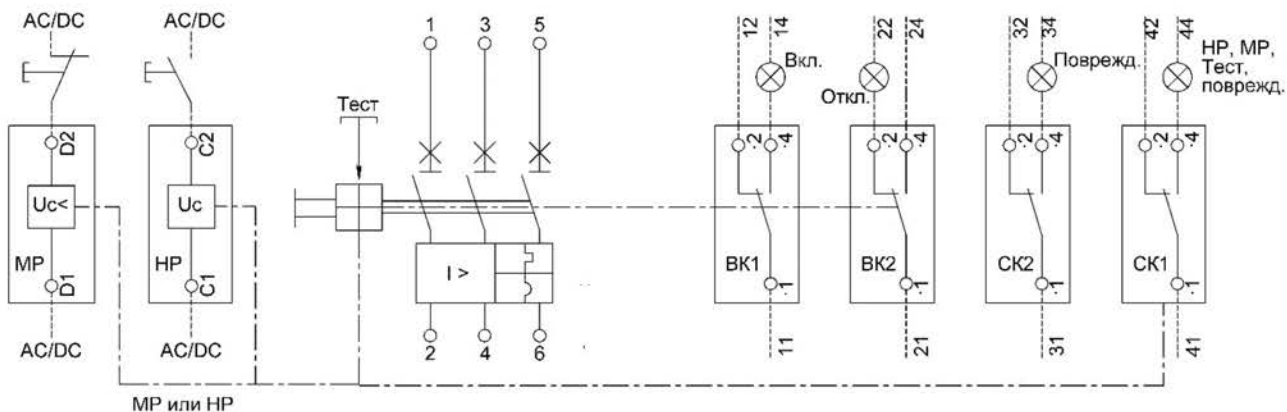 AC/DC
AC/DC
1
3
5
12
14
22
24
32
34
42
44
Вкл.
Откл.
Поврежд.
НР, МР,
Тест,
поврежд.
Тест
D2
C2
.2
.4
.2
.4
.2
.4
.2
.4
Uc<
Uc
МР
НР
I >
ВК1
ВК2
СК2
СК1
D1
C1
.1
.1
.1
.1
AC/DC
AC/DC
2
4
6
11
21
31
41
МР или НР